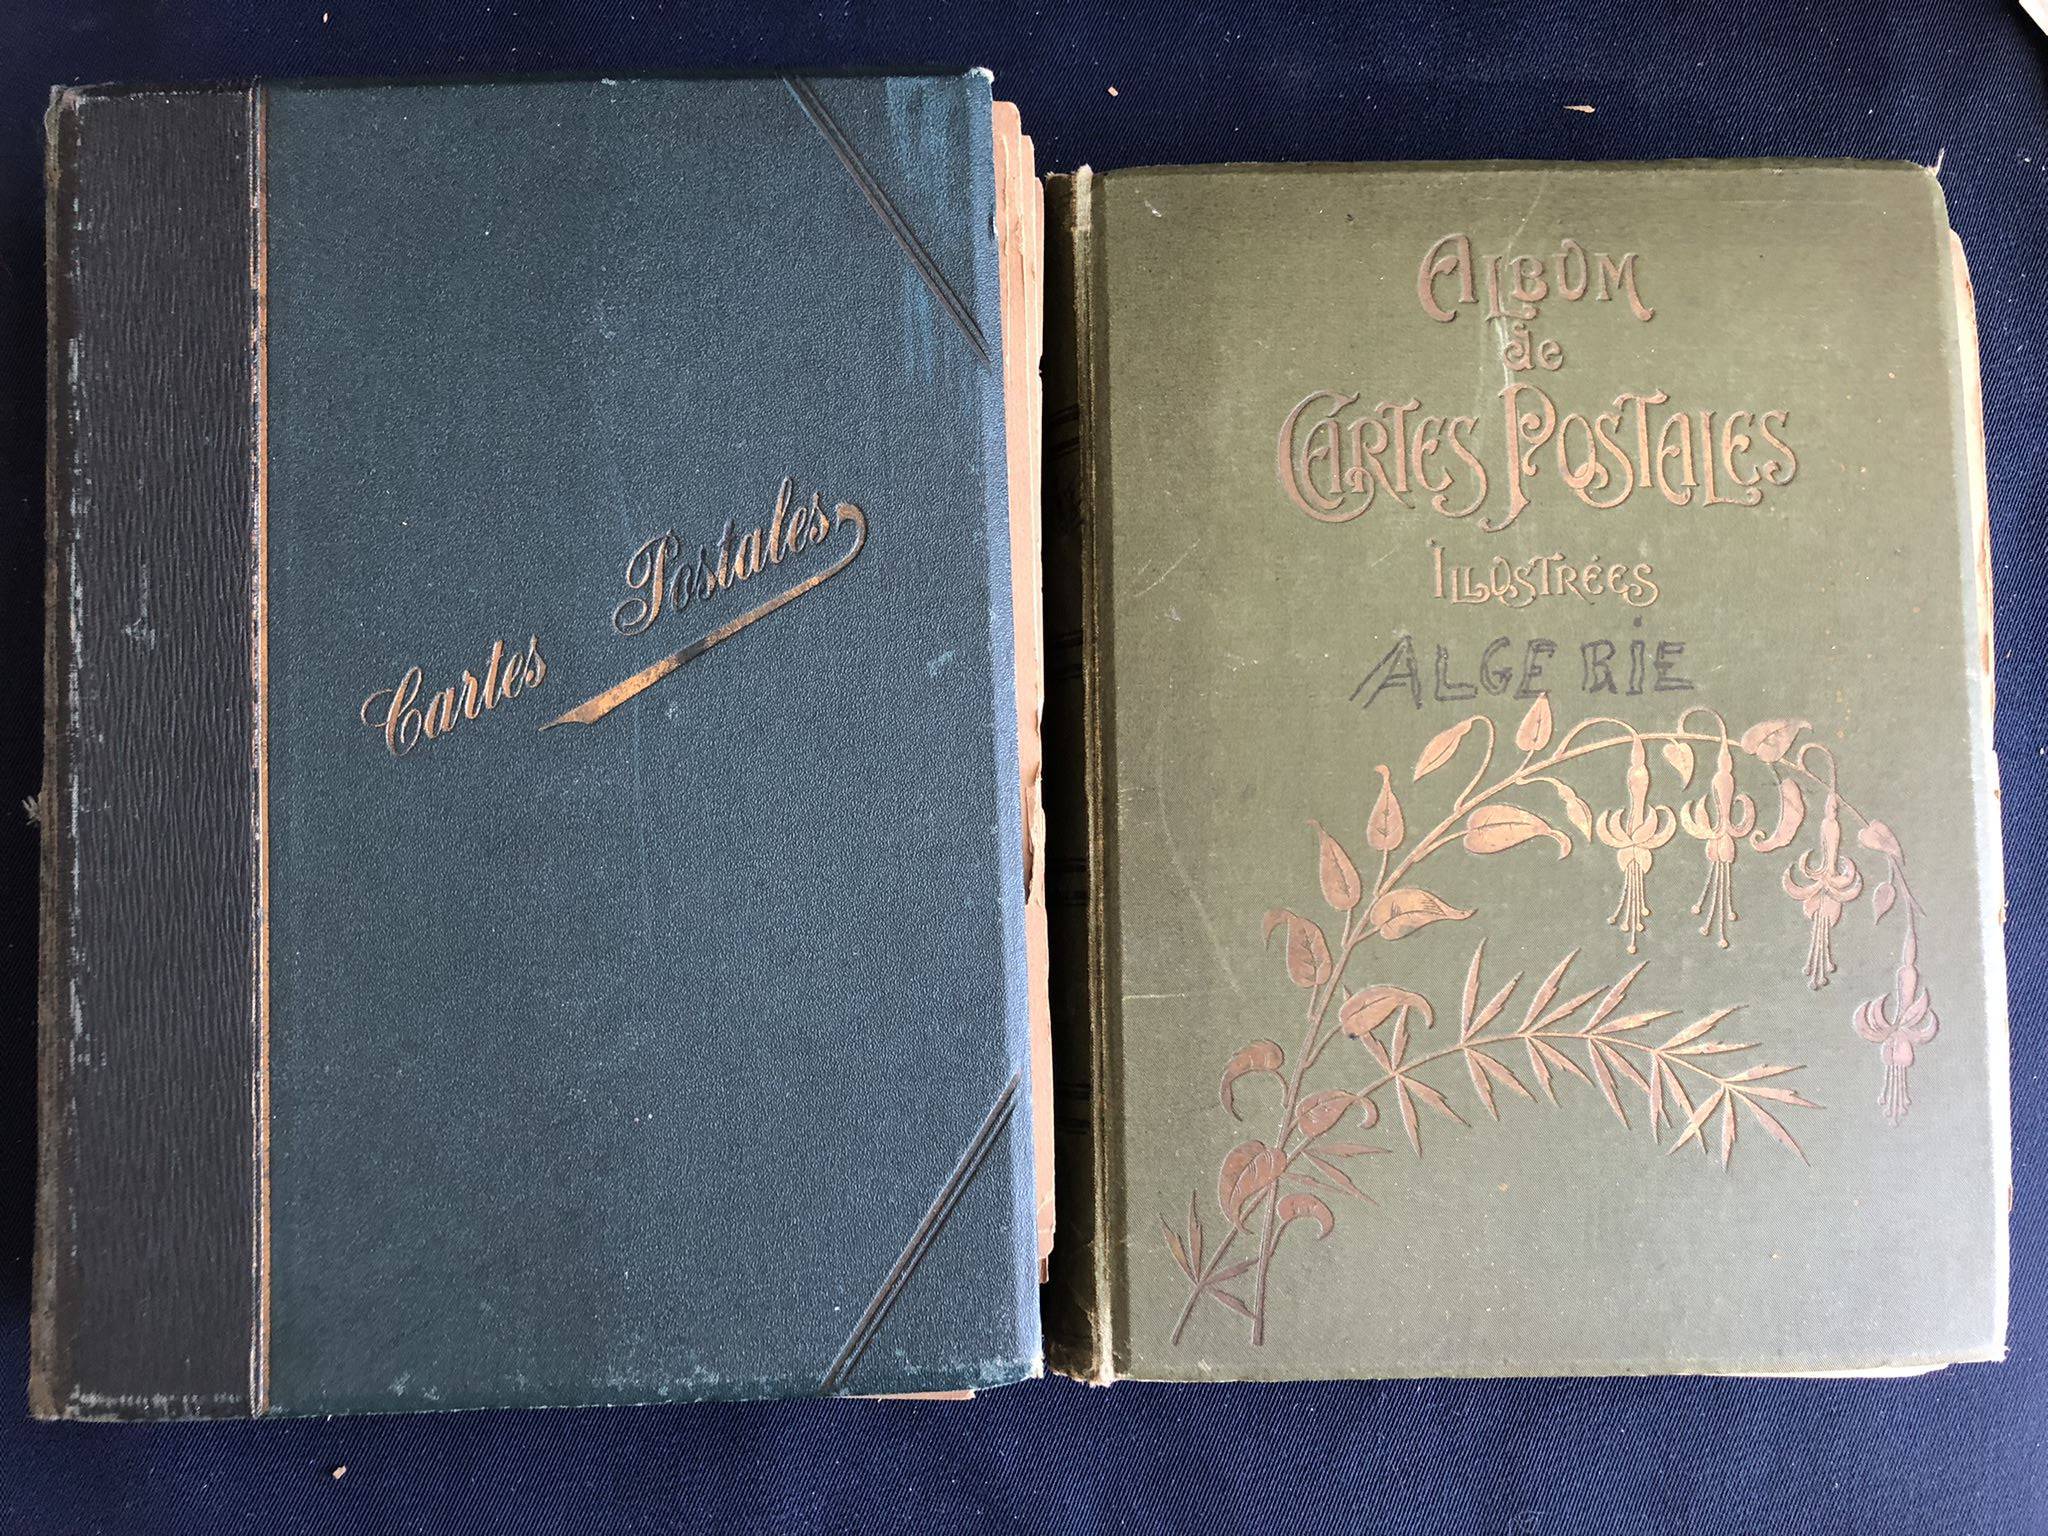 Cartes Postales
ALBUM
de
CARTES POSTALES
ILLUSTRÉES
ALGERIE